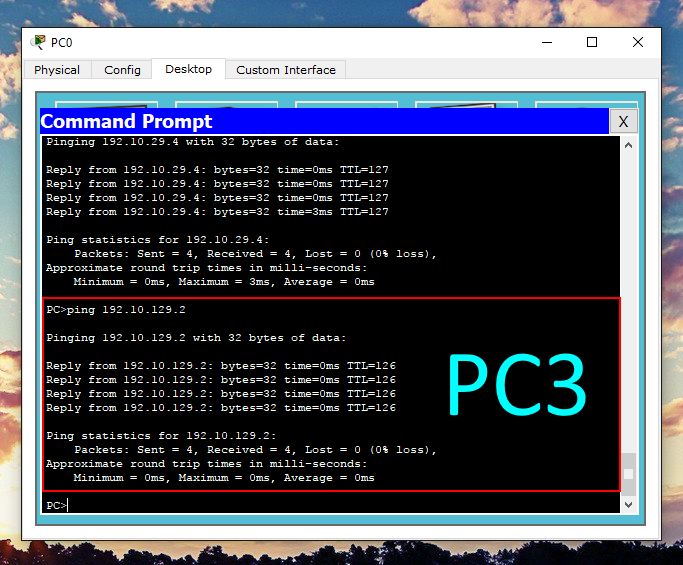 PC0
Physical Config Desktop Custom Interface
Command Prompt X
Pinging 192.10.29.4 with 32 bytes of data:
Reply from 192.10.29.4: bytes=32 time=0ms TTL=127
Reply from 192.10.29.4: bytes=32 time=0ms TTL=127
Reply from 192.10.29.4: bytes=32 time=0ms TTL=127
Reply from 192.10.29.4: bytes=32 time=3ms TTL=127
Ping statistics for 192.10.29.4:
Packets: Sent = 4, Received = 4, Lost = 0 (0% loss),
Approximate round trip times in milli-seconds:
Minimum = 0ms, Maximum = 3ms, Average = 0ms
PC>ping 192.10.129.2
Pinging 192.10.129.2 with 32 bytes of data:
Reply from 192.10.129.2: bytes=32 time=0ms TTL=126
Reply from 192.10.129.2: bytes=32 time=0ms TTL=126
Reply from 192.10.129.2: bytes=32 time=0ms TTL=126
Reply from 192.10.129.2: bytes=32 time=0ms TTL=126
PC3
Ping statistics for 192.10.129.2:
Packets: Sent = 4, Received = 4, Lost = 0 (0% loss),
Approximate round trip times in milli-seconds:
Minimum = 0ms, Maximum = 0ms, Average = 0ms
PC>